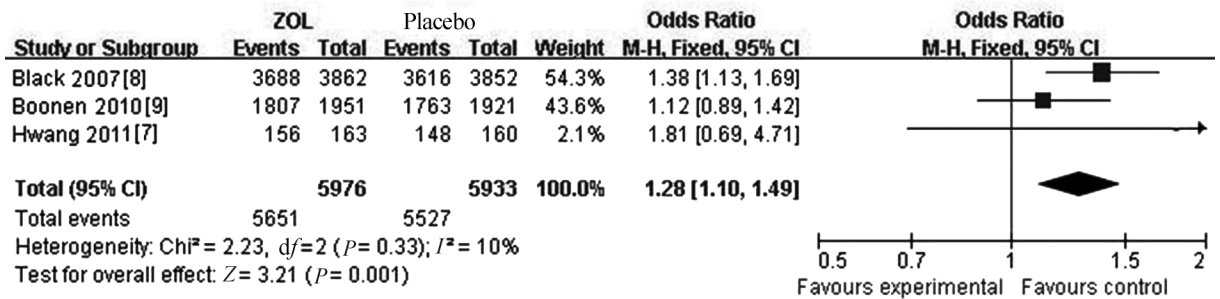 ZOL Placebo Odds Ratio Odds Ratio
Study or Subgroup Events Total Events Total Weight M-H, Fixed, 95% CI M-H, Fixed, 95% CI
Black 2007[8] 3688 3862 3616 3852 54.3% 1.38 [1.13, 1.69]
Boonen 2010[9] 1807 1951 1763 1921 43.6% 1.12 [0.89, 1.42]
Hwang 2011[7] 156 163 148 160 2.1% 1.81 [0.69, 4.71]
Total (95% CI) 5976 5933 100.0% 1.28 [1.10, 1.49]
Total events 5651 5527
Heterogeneity: Chi² = 2.23, df=2 (P= 0.33); I² = 10%
Test for overall effect: Z= 3.21 (P= 0.001)
0.5 0.7 1 1.5 2
Favours experimental Favours control